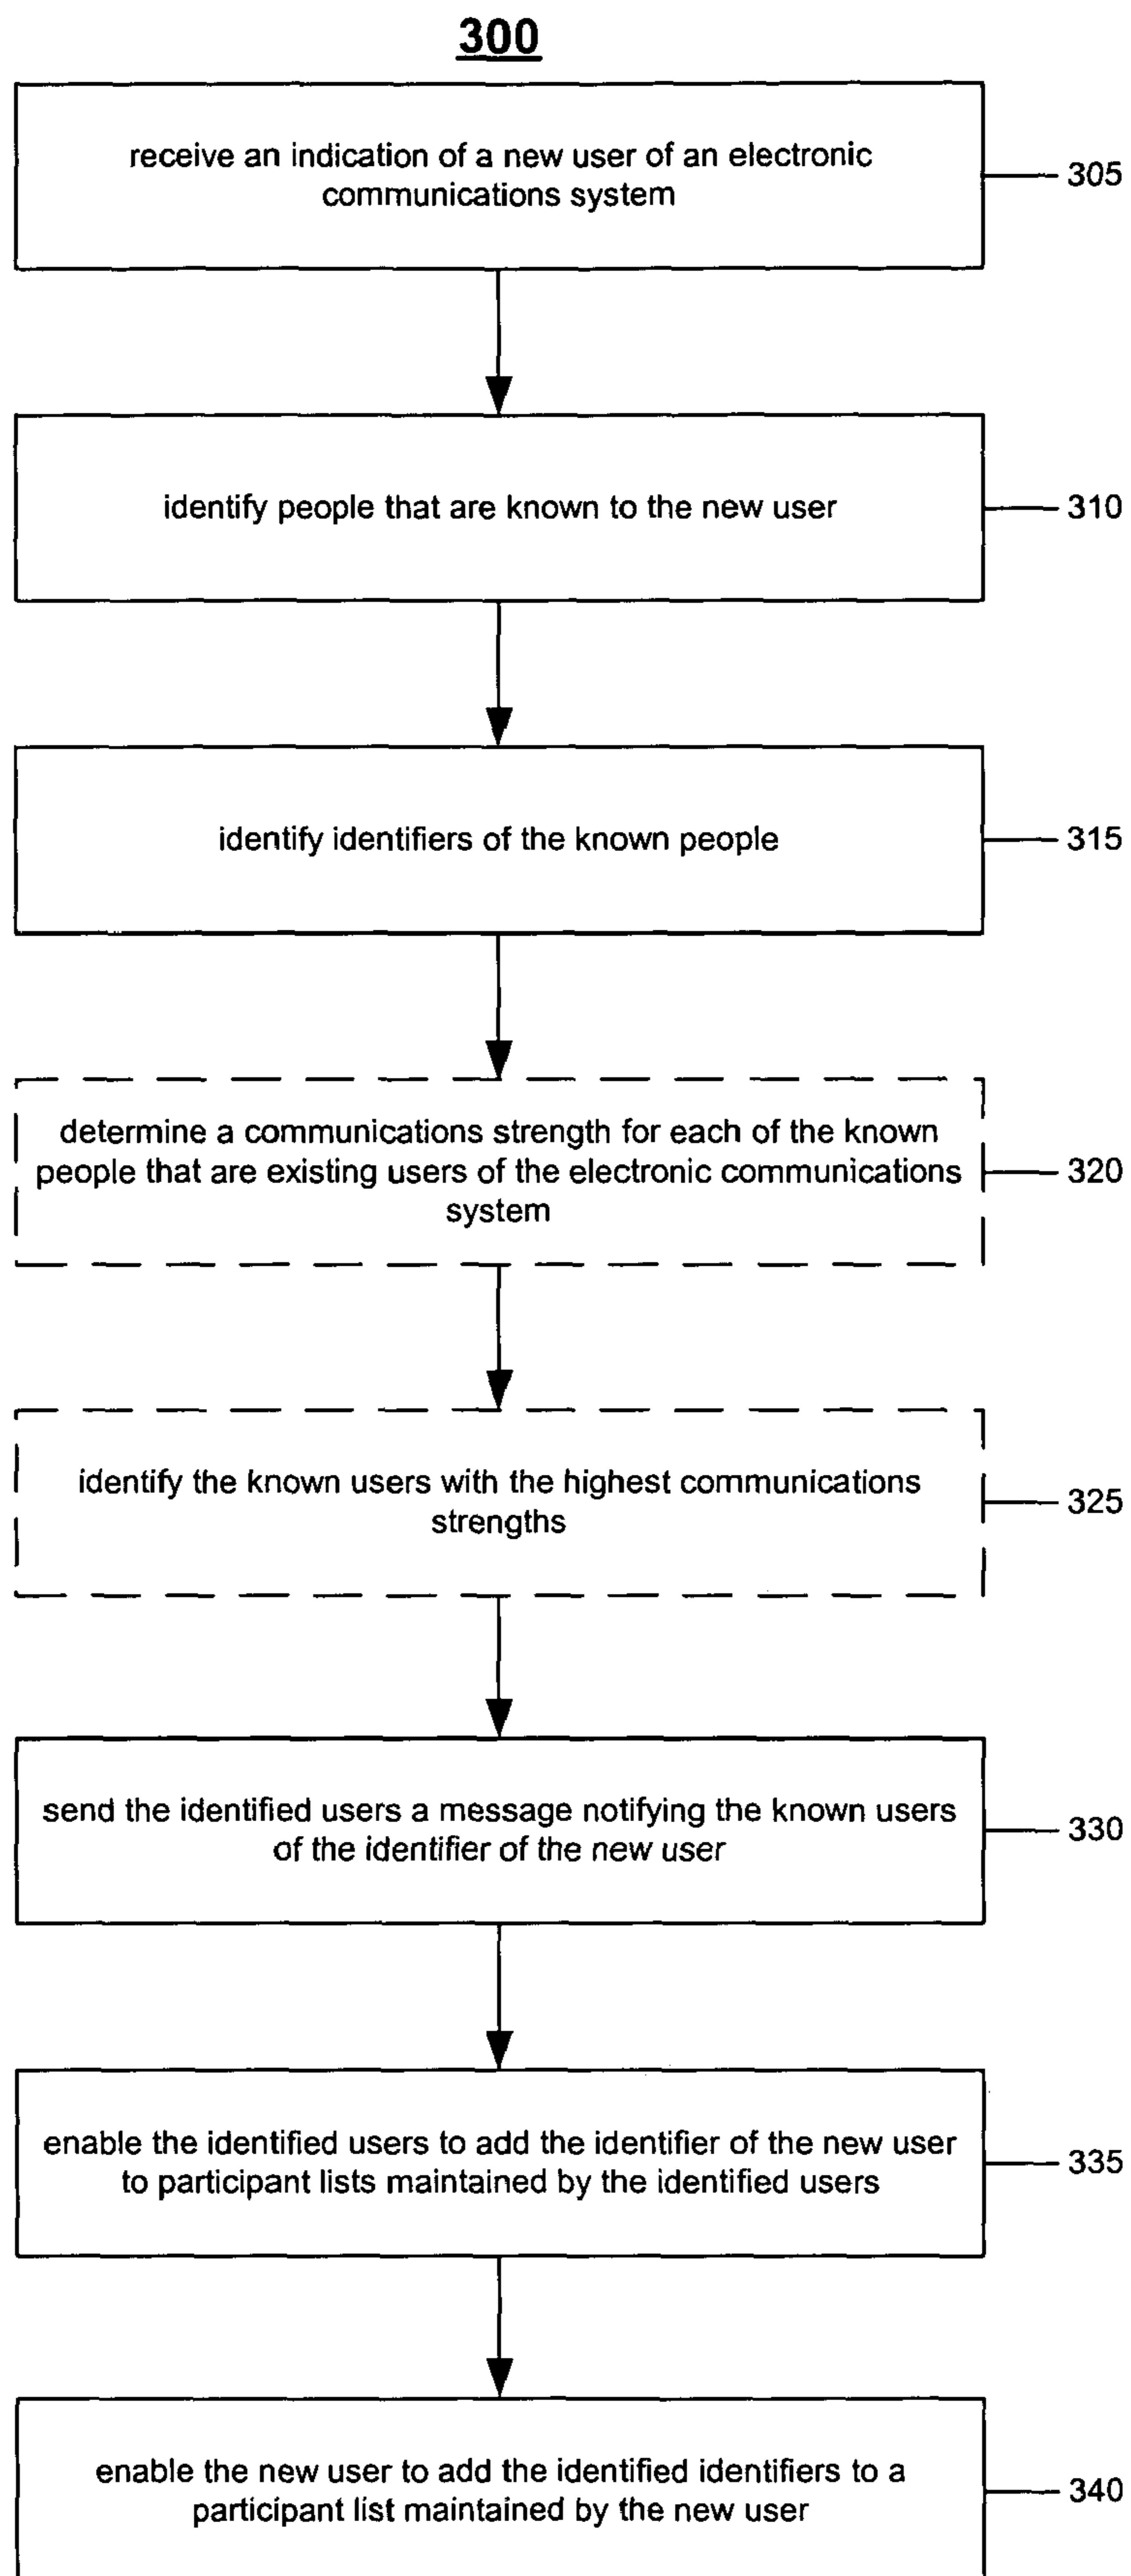 300
receive an indication of a new user of an electronic
communications system
305
identify people that are known to the new user
310
identify identifiers of the known people
315
determine a communications strength for each of the known
people that are existing users of the electronic communications
system
320
identify the known users with the highest communications
strengths
325
send the identified users a message notifying the known users
of the identifier of the new user
330
enable the identified users to add the identifier of the new user
to participant lists maintained by the identified users
335
enable the new user to add the identified identifiers to a
participant list maintained by the new user
340